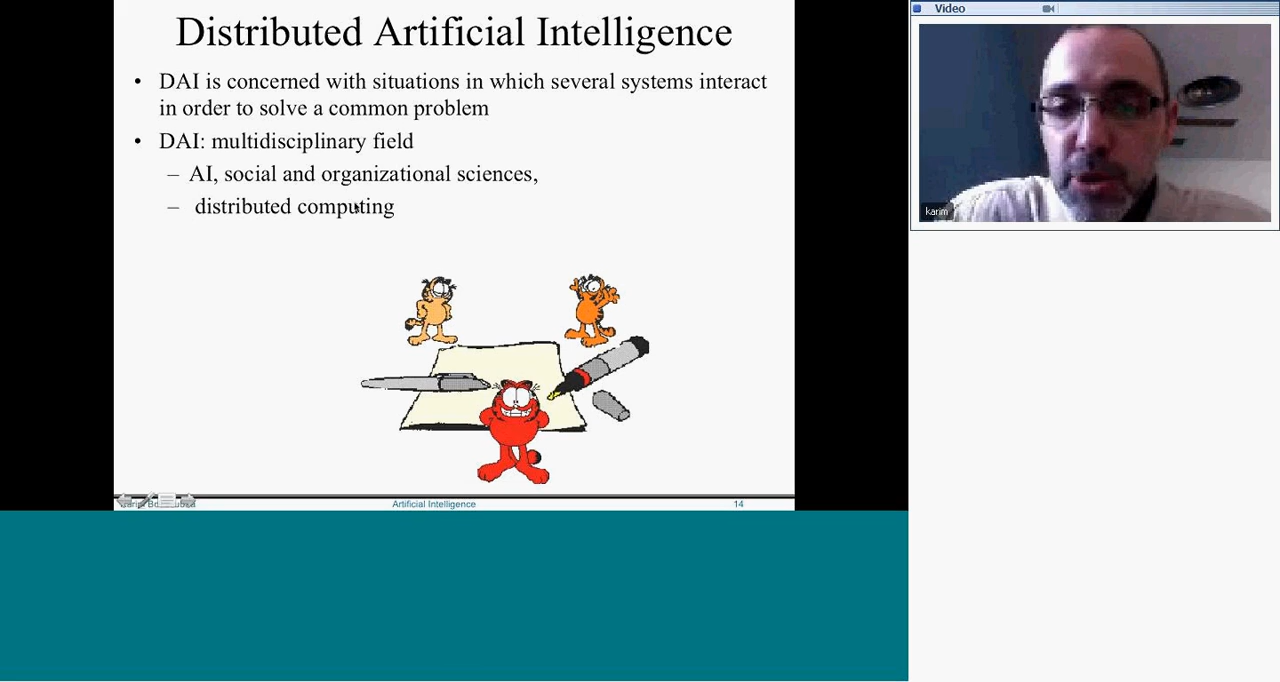 Distributed Artificial Intelligence
• DAI is concerned with situations in which several systems interact
in order to solve a common problem
• DAI: multidisciplinary field
– AI, social and organizational sciences,
– distributed computing
Artificial Intelligence
14
Video
karim